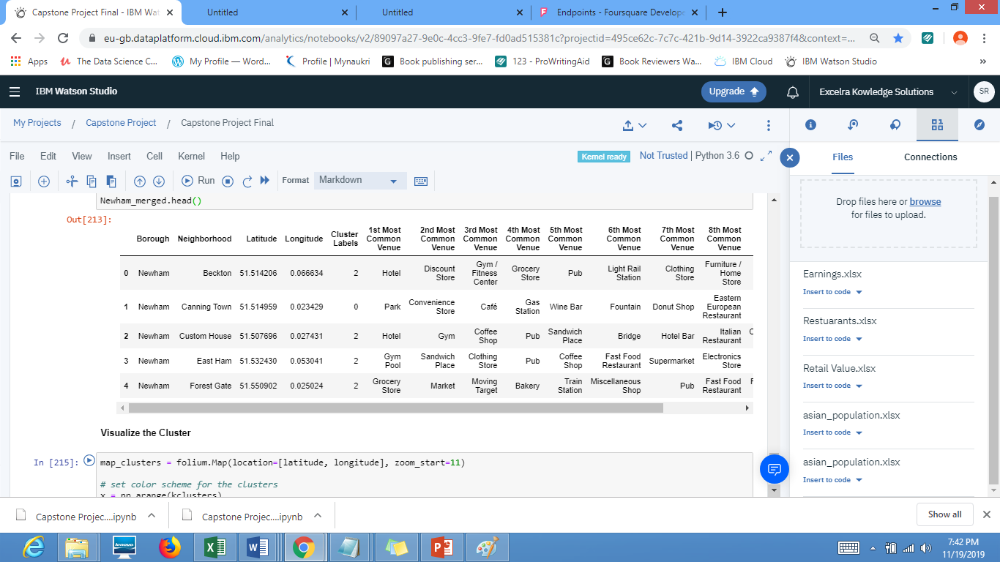 Capstone Project Final - IBM Wat
Untitled
Untitled
Endpoints - Foursquare Develope
eu-gb.dataplatform.cloud.ibm.com/analytics/notebooks/v2/89097a27-9e0c-4cc3-9fe7-fd0ad515381c?projectid=495ce62c-7c7c-421b-9d14-3922ca9387f4&context=...
Apps The Data Science C... My Profile — Word... Profile | Mynaukri Book publishing ser... 123 - ProWritingAid Book Reviewers Wa... IBM Cloud IBM Watson Studio »
IBM Watson Studio Upgrade Excelra Kowledge Solutions SR
My Projects / Capstone Project / Capstone Project Final
File Edit View Insert Cell Kernel Help Kernel ready Not Trusted | Python 3.6
Run Format Markdown
Newham_merged.head()
Out[213]:
Borough Neighborhood Latitude Longitude Cluster Labels 1st Most Common Venue 2nd Most Common Venue 3rd Most Common Venue 4th Most Common Venue 5th Most Common Venue 6th Most Common Venue 7th Most Common Venue 8th Most Common Venue
0 Newham Beckton 51.514206 0.066634 2 Hotel Discount Store Gym / Fitness Center Grocery Store Pub Light Rail Station Clothing Store Furniture / Home Store
1 Newham Canning Town 51.514959 0.023429 0 Park Convenience Store Café Gas Station Wine Bar Fountain Donut Shop Eastern European Restaurant
2 Newham Custom House 51.507696 0.027431 2 Hotel Gym Coffee Shop Pub Sandwich Place Bridge Hotel Bar Italian Restaurant C
3 Newham East Ham 51.532430 0.053041 2 Gym Pool Sandwich Place Clothing Store Pub Coffee Shop Fast Food Restaurant Supermarket Electronics Store
4 Newham Forest Gate 51.550902 0.025024 2 Grocery Store Market Moving Target Bakery Train Station Miscellaneous Shop Pub Fast Food Restaurant F
Visualize the Cluster
In [215]:
map_clusters = folium.Map(location=[latitude, longitude], zoom_start=11)
# set color scheme for the clusters
x = np.arange(kclusters)
Files Connections
Drop files here or browse
for files to upload.
Earnings.xlsx
Insert to code
Restuarants.xlsx
Insert to code
Retail Value.xlsx
Insert to code
asian_population.xlsx
Insert to code
asian_population.xlsx
Insert to code
Capstone Projec....ipynb
Capstone Projec....ipynb
Show all
lenovo
7:42 PM
11/19/2019